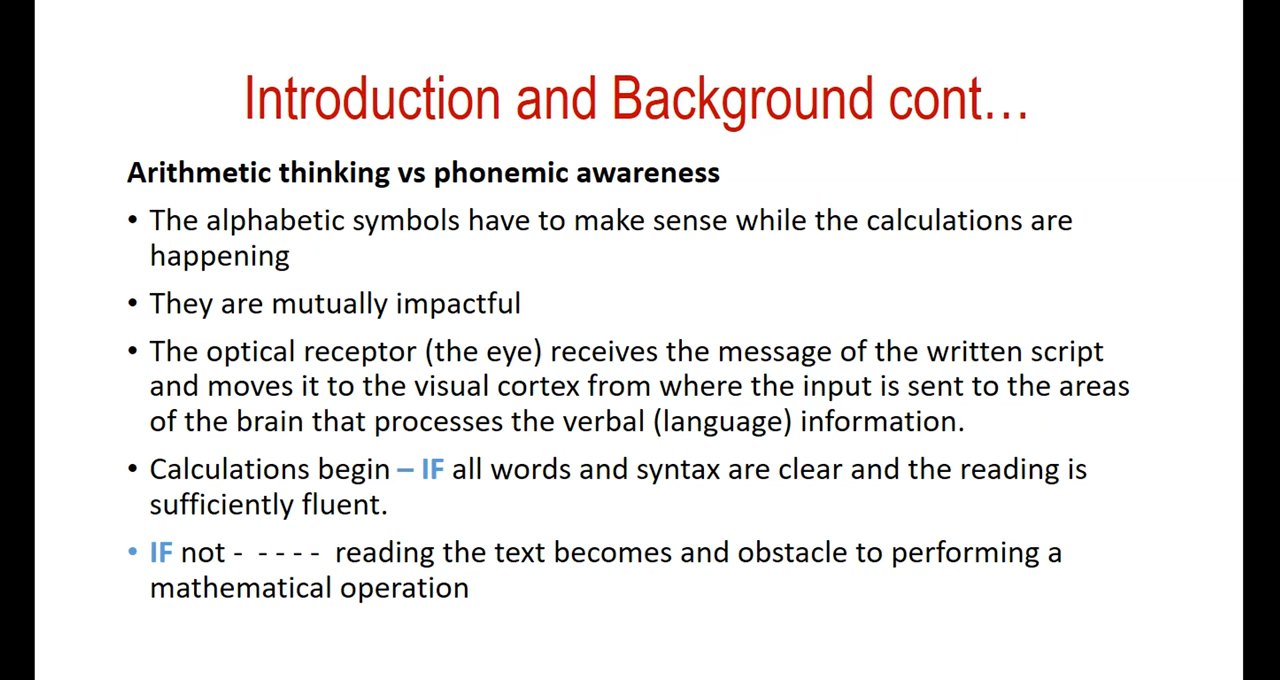 Introduction and Background cont…
Arithmetic thinking vs phonemic awareness
• The alphabetic symbols have to make sense while the calculations are
happening
• They are mutually impactful
• The optical receptor (the eye) receives the message of the written script
and moves it to the visual cortex from where the input is sent to the areas
of the brain that processes the verbal (language) information.
• Calculations begin – IF all words and syntax are clear and the reading is
sufficiently fluent.
• IF not - - - - - reading the text becomes and obstacle to performing a
mathematical operation